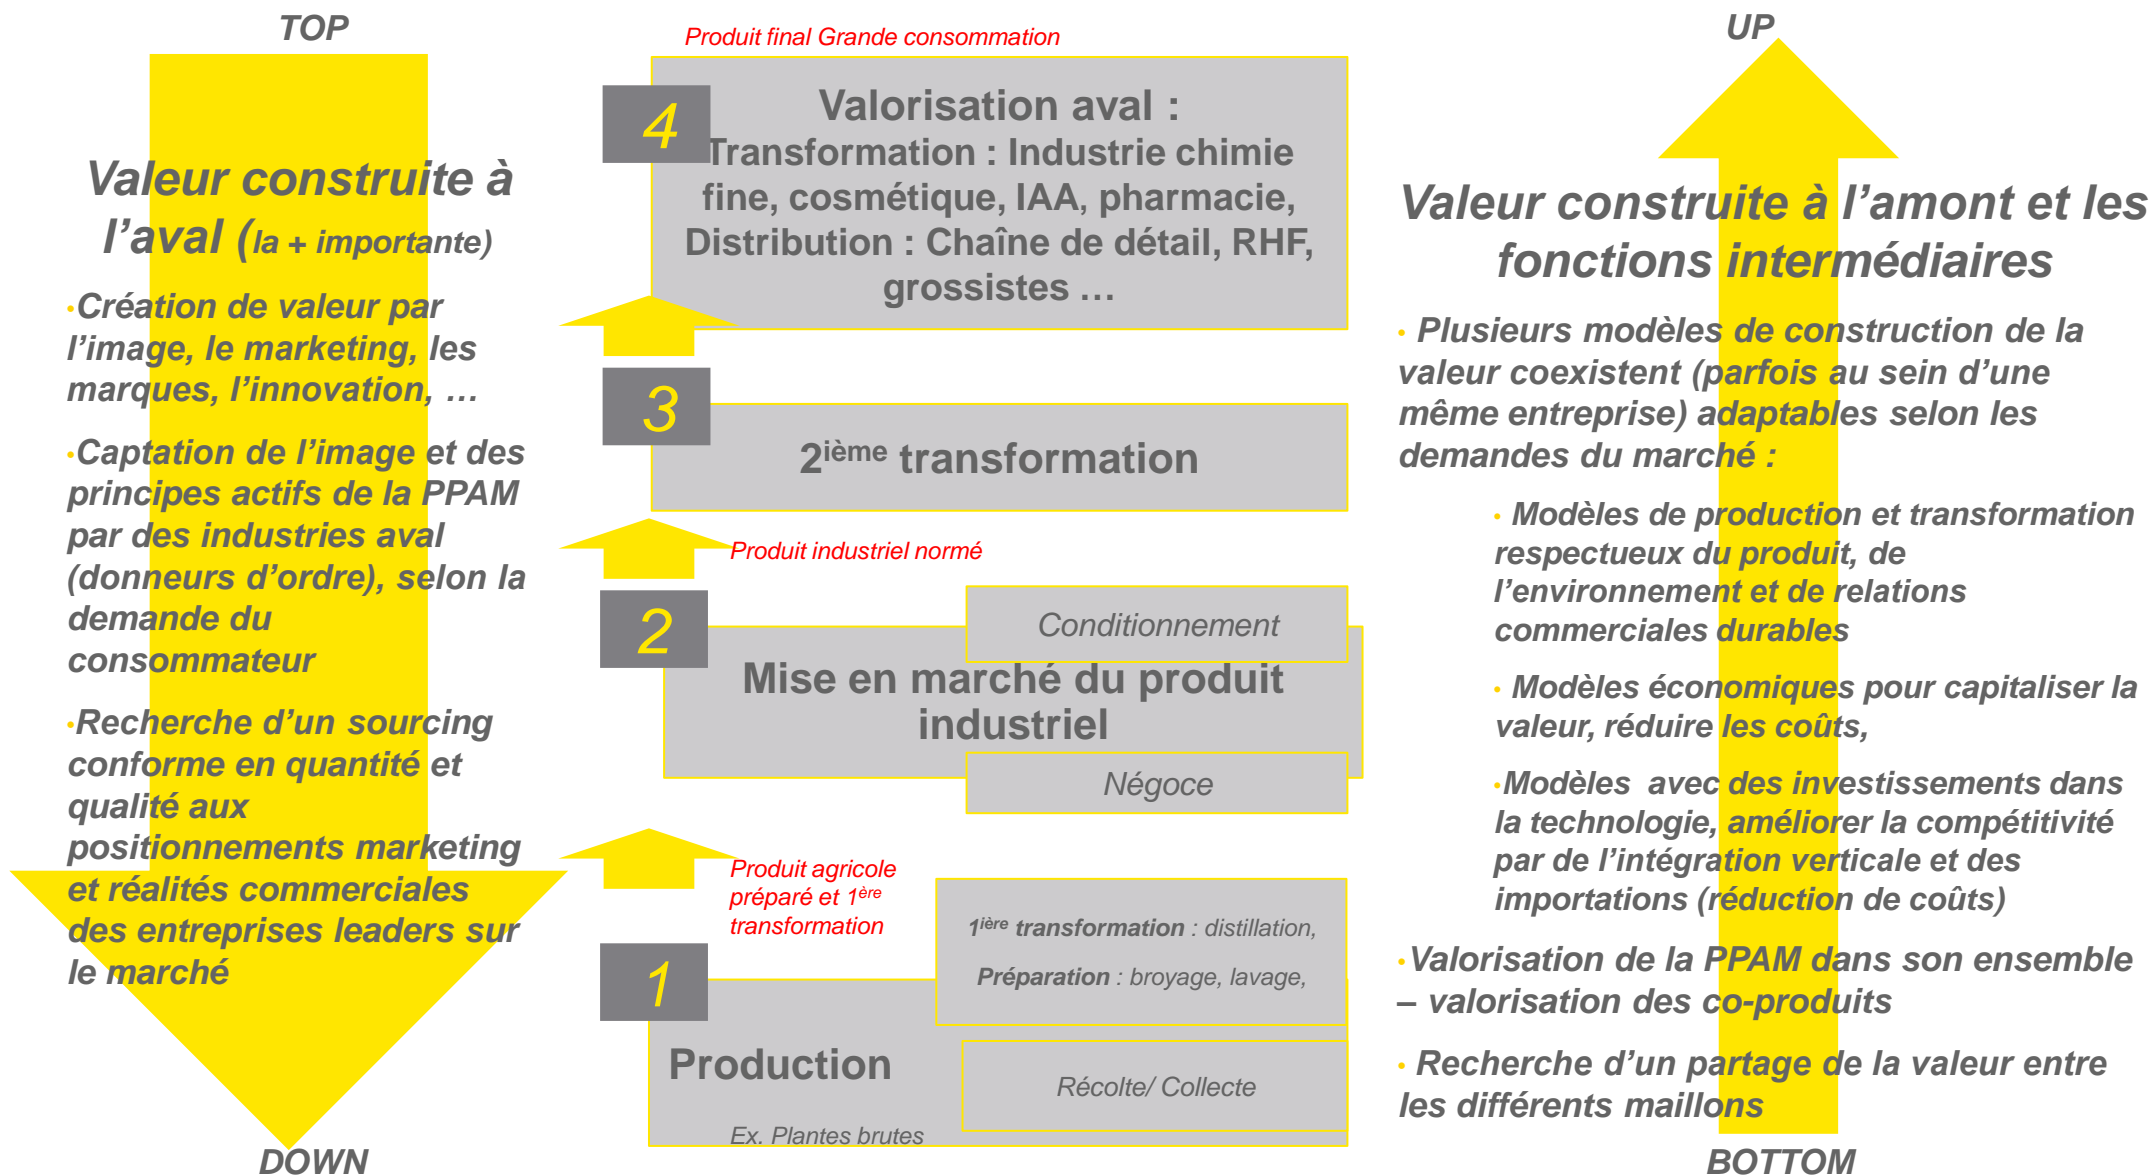 TOP
Valeur construite à
l’aval (la + importante)
•Création de valeur par
l’image, le marketing, les
marques, l’innovation, …
•Captation de l’image et des
principes actifs de la PPAM
par des industries aval
(donneurs d’ordre), selon la
demande du
consommateur
•Recherche d’un sourcing
conforme en quantité et
qualité aux
positionnements marketing
et réalités commerciales
des entreprises leaders sur
le marché
DOWN
Produit final Grande consommation
4
Valorisation aval :
Transformation : Industrie chimie
fine, cosmétique, IAA, pharmacie,
Distribution : Chaîne de détail, RHF,
grossistes …
3
2ième transformation
Produit industriel normé
2
Conditionnement
Mise en marché du produit
industriel
Négoce
Produit agricole
préparé et 1ère
transformation
1
1ière transformation : distillation,
Préparation : broyage, lavage,
Production
Récolte/ Collecte
Ex. Plantes brutes
UP
Valeur construite à l’amont et les
fonctions intermédiaires
• Plusieurs modèles de construction de la
valeur coexistent (parfois au sein d’une
même entreprise) adaptables selon les
demandes du marché :
• Modèles de production et transformation
respectueux du produit, de
l’environnement et de relations
commerciales durables
• Modèles économiques pour capitaliser la
valeur, réduire les coûts,
•Modèles avec des investissements dans
la technologie, améliorer la compétitivité
par de l’intégration verticale et des
importations (réduction de coûts)
•Valorisation de la PPAM dans son ensemble
– valorisation des co-produits
• Recherche d’un partage de la valeur entre
les différents maillons
BOTTOM